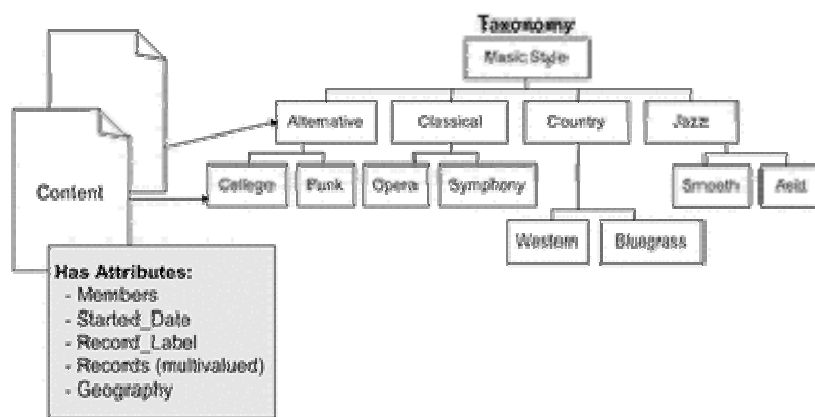 Taxonomy
Music Style
Alternative
Classical
Country
Jazz
College
Punk
Opera
Symphony
Smooth
Acid
Western
Bluegrass
Content
Has Attributes:
- Members
- Started_Date
- Record_Label
- Records (multivalued)
- Geography